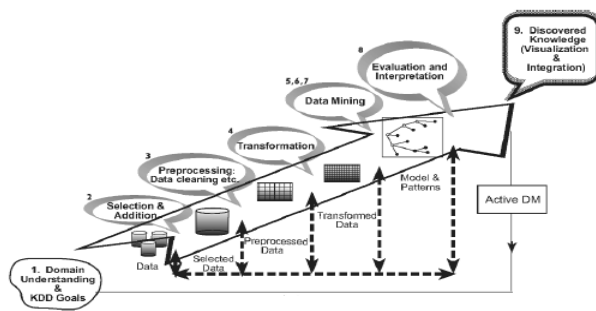 9. Discovered
Knowledge
(Visualization
&
Integration)
8
Evaluation and
Interpretation
5,6,7
Data Mining
4
Transformation
3
Preprocessing:
Data cleaning etc.
2
Selection &
Addition
1. Domain
Understanding
&
KDD Goals
Data
Selected
Data
Preprocessed
Data
Transformed
Data
Model &
Patterns
Active DM